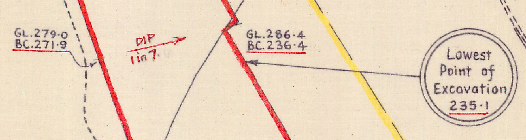 GL.279.0
BC.271.9
DIP
1 in 7.
GL.286.4
BC.236.4
Lowest
Point of
Excavation
235.1